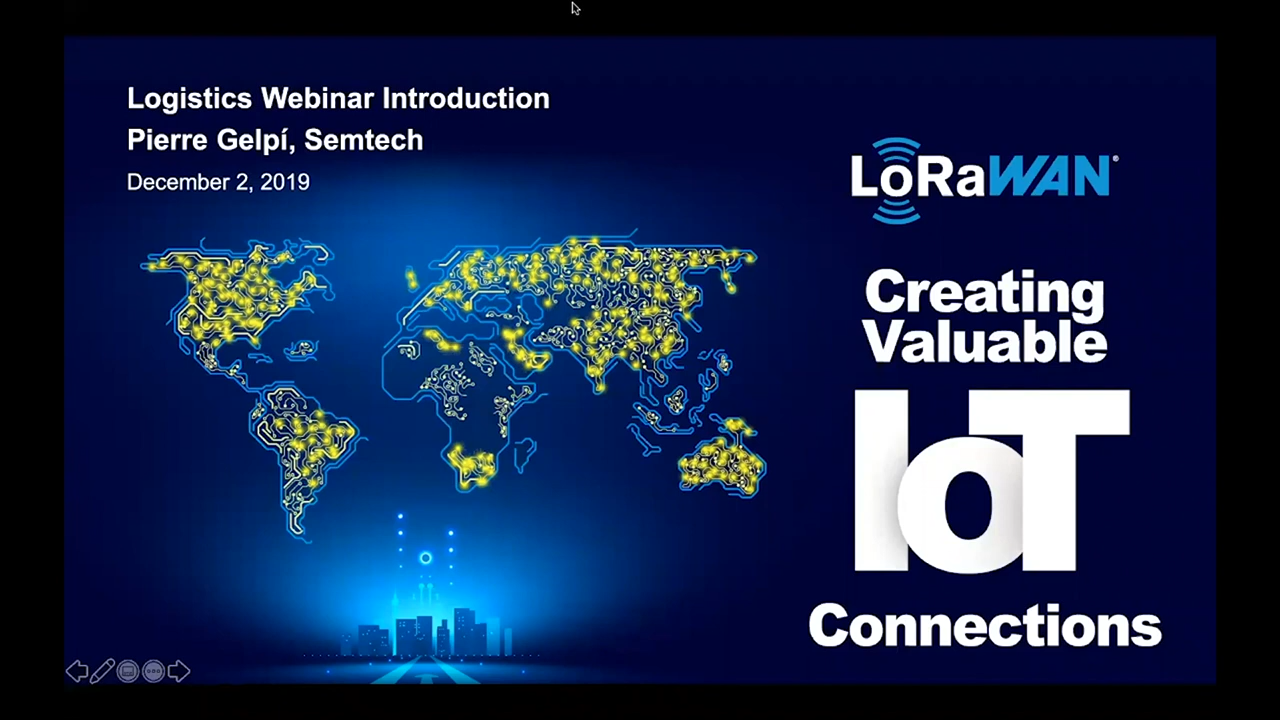 Logistics Webinar Introduction
Pierre Gelpí, Semtech
December 2, 2019
LoRaWAN®
Creating
Valuable
IoT
Connections